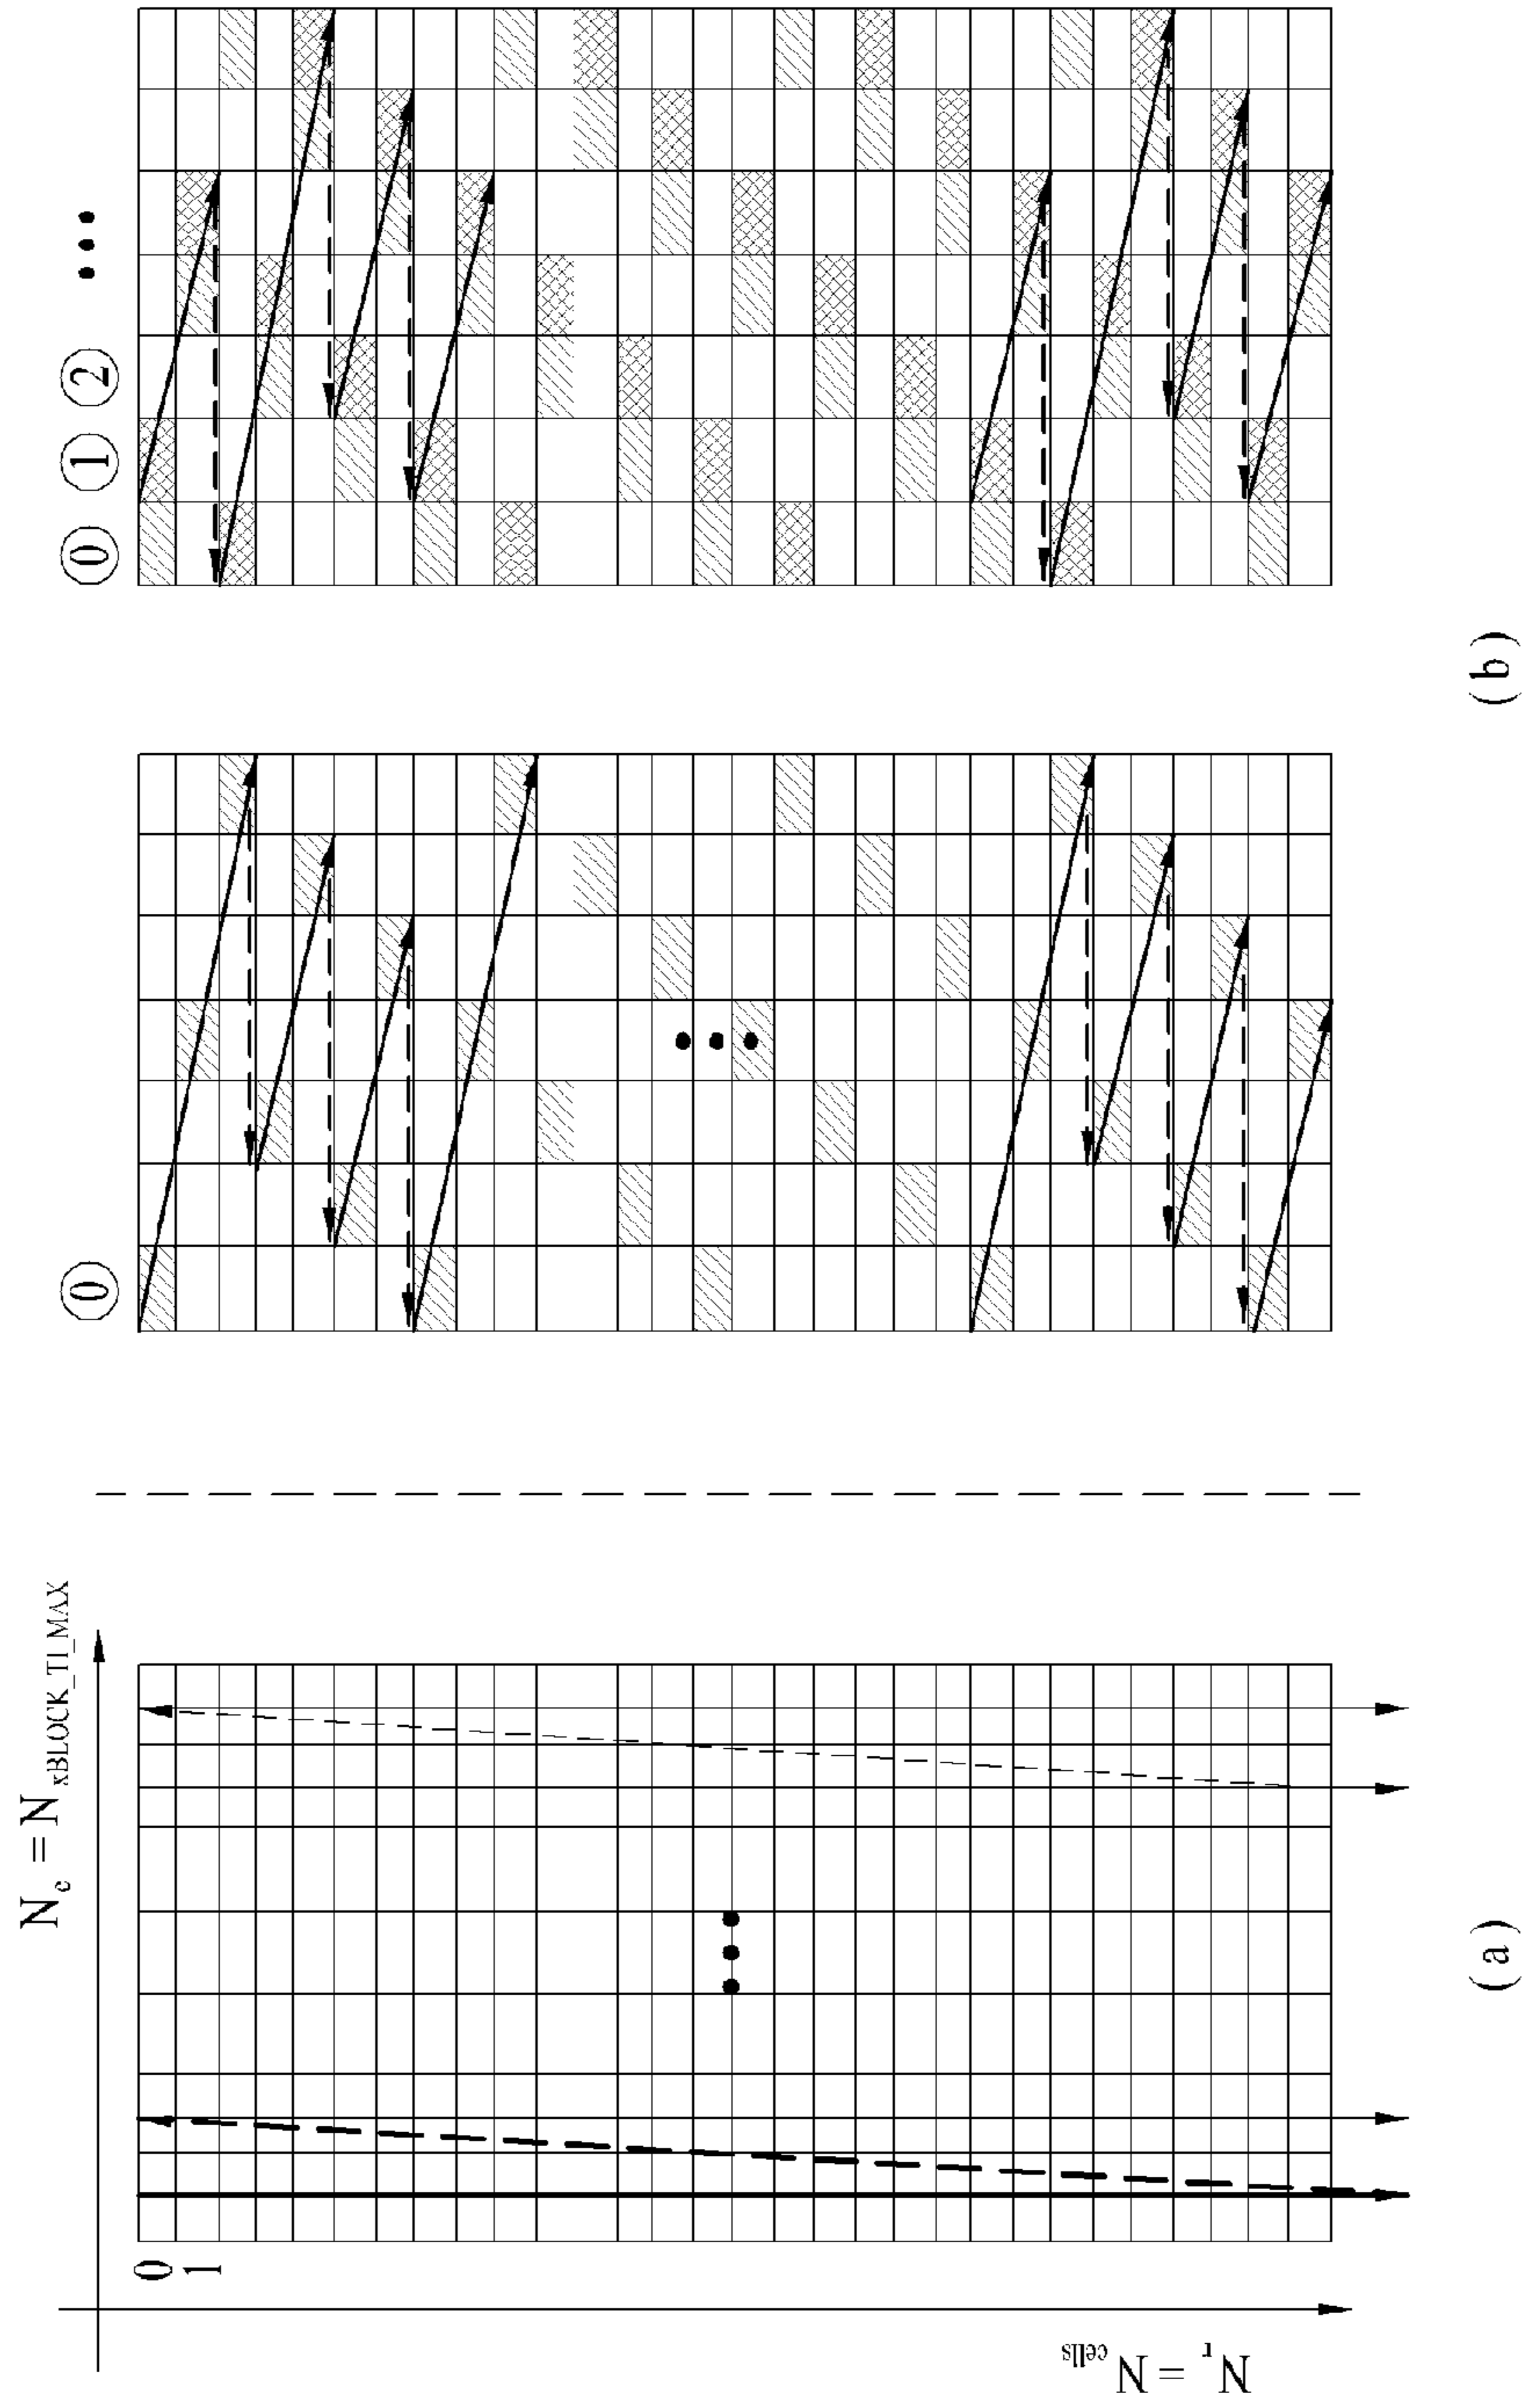 N_c = N_xBLOCK_TI_MAX
0
1
N_r = N_cells
•••
(a)
⓪
•••
⓪ ① ② •••
(b)